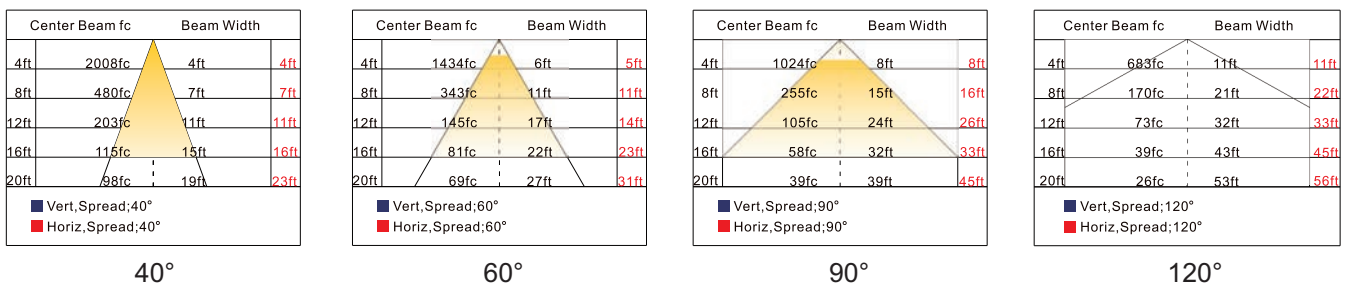 Center Beam fc Beam Width
4ft 2008fc 4ft 4ft
8ft 480fc 7ft 7ft
12ft 203fc 11ft 11ft
16ft 115fc 15ft 16ft
20ft 98fc 19ft 23ft
Vert,Spread;40°
Horiz,Spread;40°
40°
Center Beam fc Beam Width
4ft 1434fc 6ft 5ft
8ft 343fc 11ft 11ft
12ft 145fc 17ft 14ft
16ft 81fc 22ft 23ft
20ft 69fc 27ft 31ft
Vert,Spread;60°
Horiz,Spread;60°
60°
Center Beam fc Beam Width
4ft 1024fc 8ft 8ft
8ft 255fc 15ft 16ft
12ft 105fc 24ft 26ft
16ft 58fc 32ft 33ft
20ft 39fc 39ft 45ft
Vert,Spread;90°
Horiz,Spread;90°
90°
Center Beam fc Beam Width
4ft 683fc 11ft 11ft
8ft 170fc 21ft 22ft
12ft 73fc 32ft 33ft
16ft 39fc 43ft 45ft
20ft 26fc 53ft 56ft
Vert,Spread;120°
Horiz,Spread;120°
120°